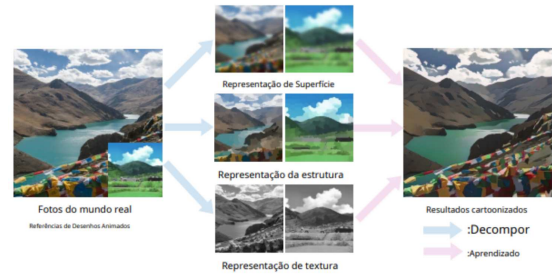 Representação de Superfície
Representação da estrutura
Fotos do mundo real
Referências de Desenhos Animados
Resultados cartoonizados
:Decompor
:Aprendizado
Representação de textura